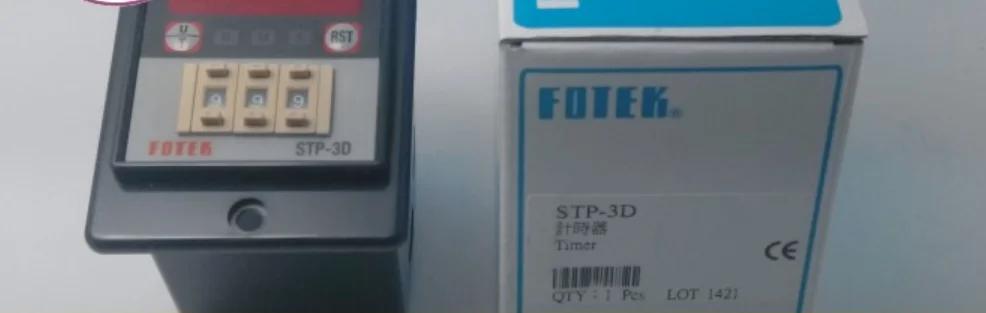 RST
9 9 9
FOTEK STP-3D
FOTEK®
STP-3D
計時器
Timer
CE
QTY：1 Pcs LOT 1421